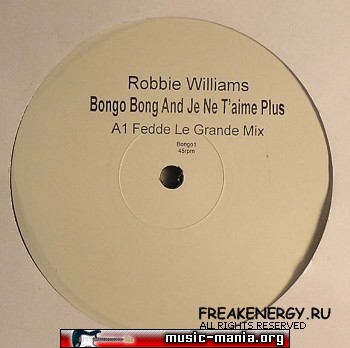 Robbie Williams
Bongo Bong And Je Ne T'aime Plus
A1 Fedde Le Grande Mix
Bongo1
45rpm
FREAKENERGY.RU
ALL RIGHTS RESERVED
music-mania.org